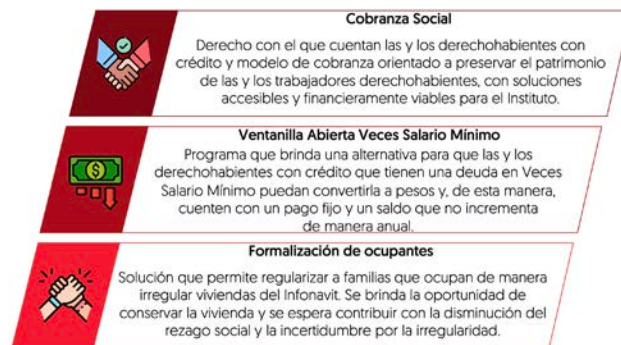 Cobranza Social
Derecho con el que cuentan las y los derechohabientes con
crédito y modelo de cobranza orientado a preservar el patrimonio
de las y los trabajadores derechohabientes, con soluciones
accesibles y financieramente viables para el Instituto.
Ventanilla Abierta Veces Salario Mínimo
Programa que brinda una alternativa para que las y los
derechohabientes con crédito que tienen una deuda en Veces
Salario Mínimo puedan convertirla a pesos y, de esta manera,
cuenten con un pago fijo y un saldo que no incrementa
de manera anual.
Formalización de ocupantes
Solución que permite regularizar a familias que ocupan de manera
irregular viviendas del Infonavit. Se brinda la oportunidad de
conservar la vivienda y se espera contribuir con la disminución del
rezago social y la incertidumbre por la irregularidad.